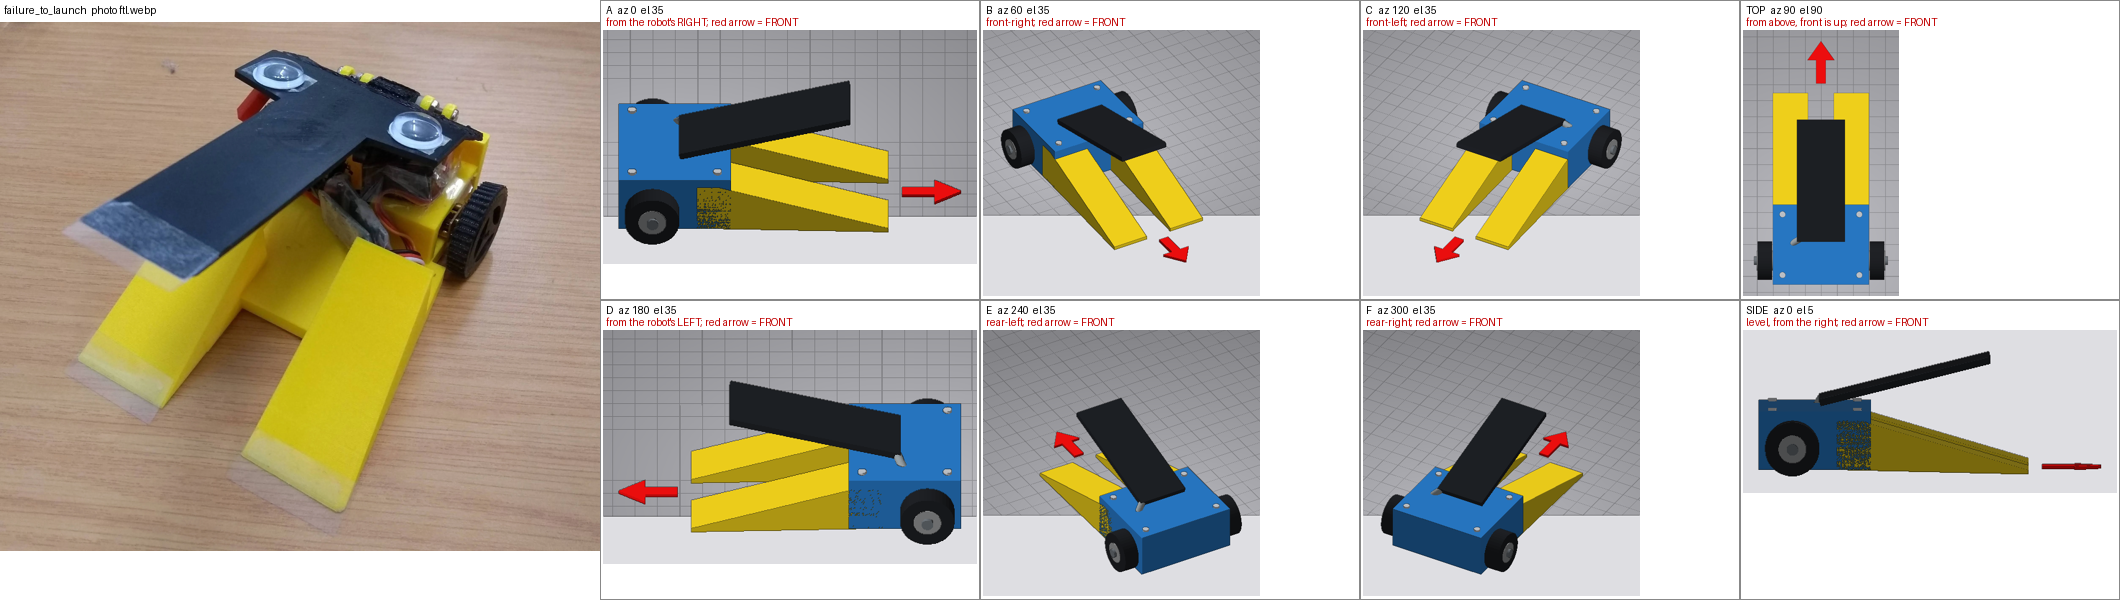 failure_to_launch photo ftl.webp
A az 0 el 35
from the robot's RIGHT; red arrow = FRONT
B az 60 el 35
front-right; red arrow = FRONT
C az 120 el 35
front-left; red arrow = FRONT
TOP az 90 el 90
from above, front is up; red arrow = FRONT
D az 180 el 35
from the robot's LEFT; red arrow = FRONT
E az 240 el 35
rear-left; red arrow = FRONT
F az 300 el 35
rear-right; red arrow = FRONT
SIDE az 0 el 5
level, from the right; red arrow = FRONT